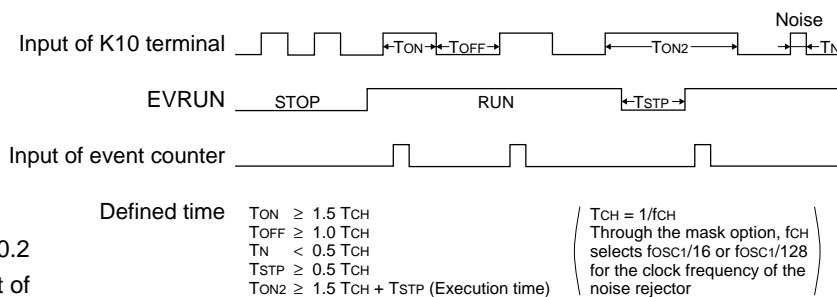 Noise
Input of K10 terminal
TON
TOFF
TON2
TN
EVRUN
STOP
RUN
TSTP
Input of event counter
Defined time
TON ≥ 1.5 TCH
TOFF ≥ 1.0 TCH
TN < 0.5 TCH
TSTP ≥ 0.5 TCH
TON2 ≥ 1.5 TCH + TSTP (Execution time)
TCH = 1/fCH
Through the mask option, fCH
selects fOSC1/16 or fOSC1/128
for the clock frequency of the
noise rejector
0.2
t of